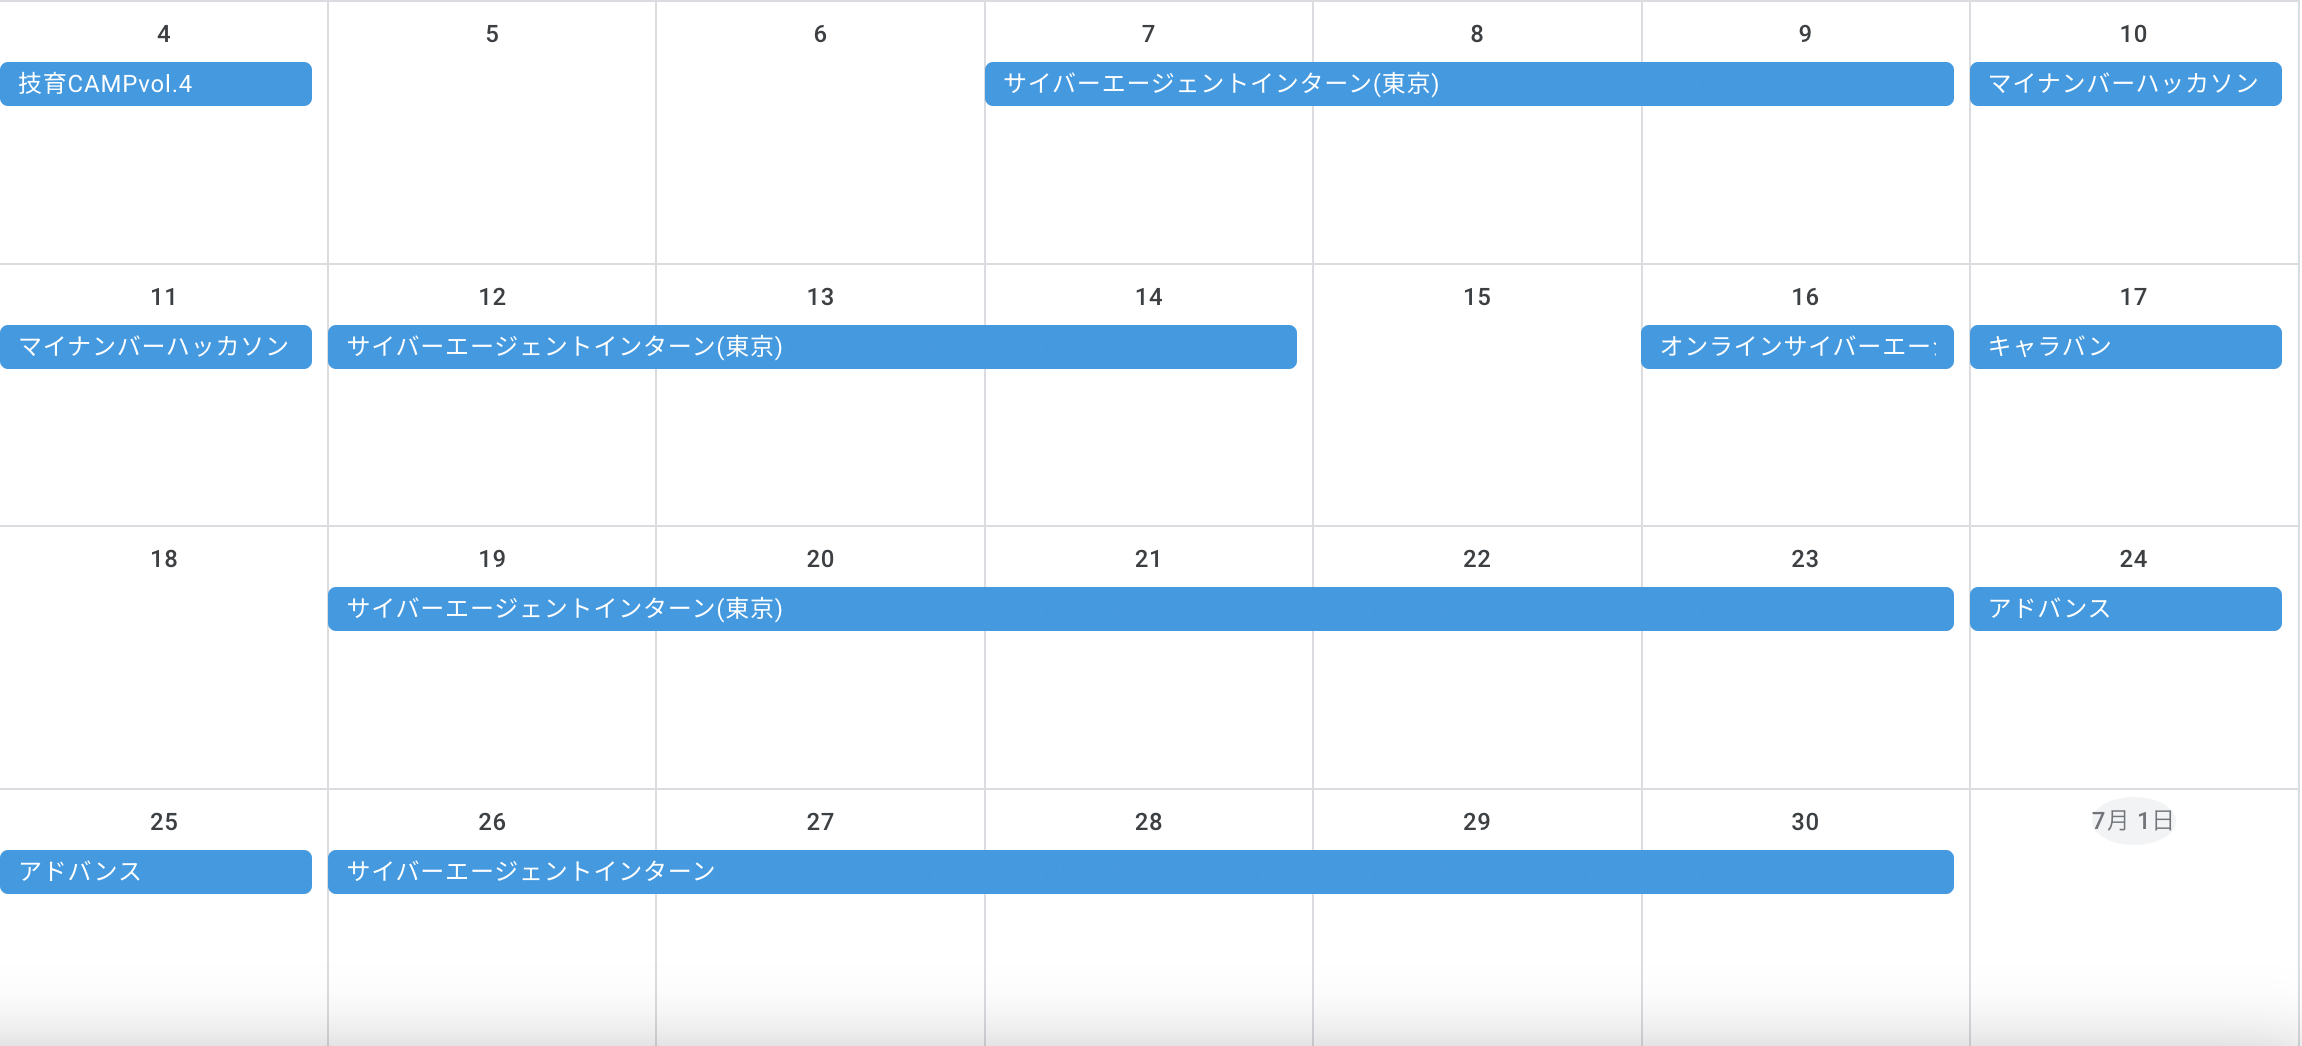 4
5
6
7
8
9
10
技育CAMPvol.4
サイバーエージェントインターン(東京)
マイナンバーハッカソン
11
12
13
14
15
16
17
マイナンバーハッカソン
サイバーエージェントインターン(東京)
オンラインサイバーエー
キャラバン
18
19
20
21
22
23
24
サイバーエージェントインターン(東京)
アドバンス
25
26
27
28
29
30
7月 1日
アドバンス
サイバーエージェントインターン